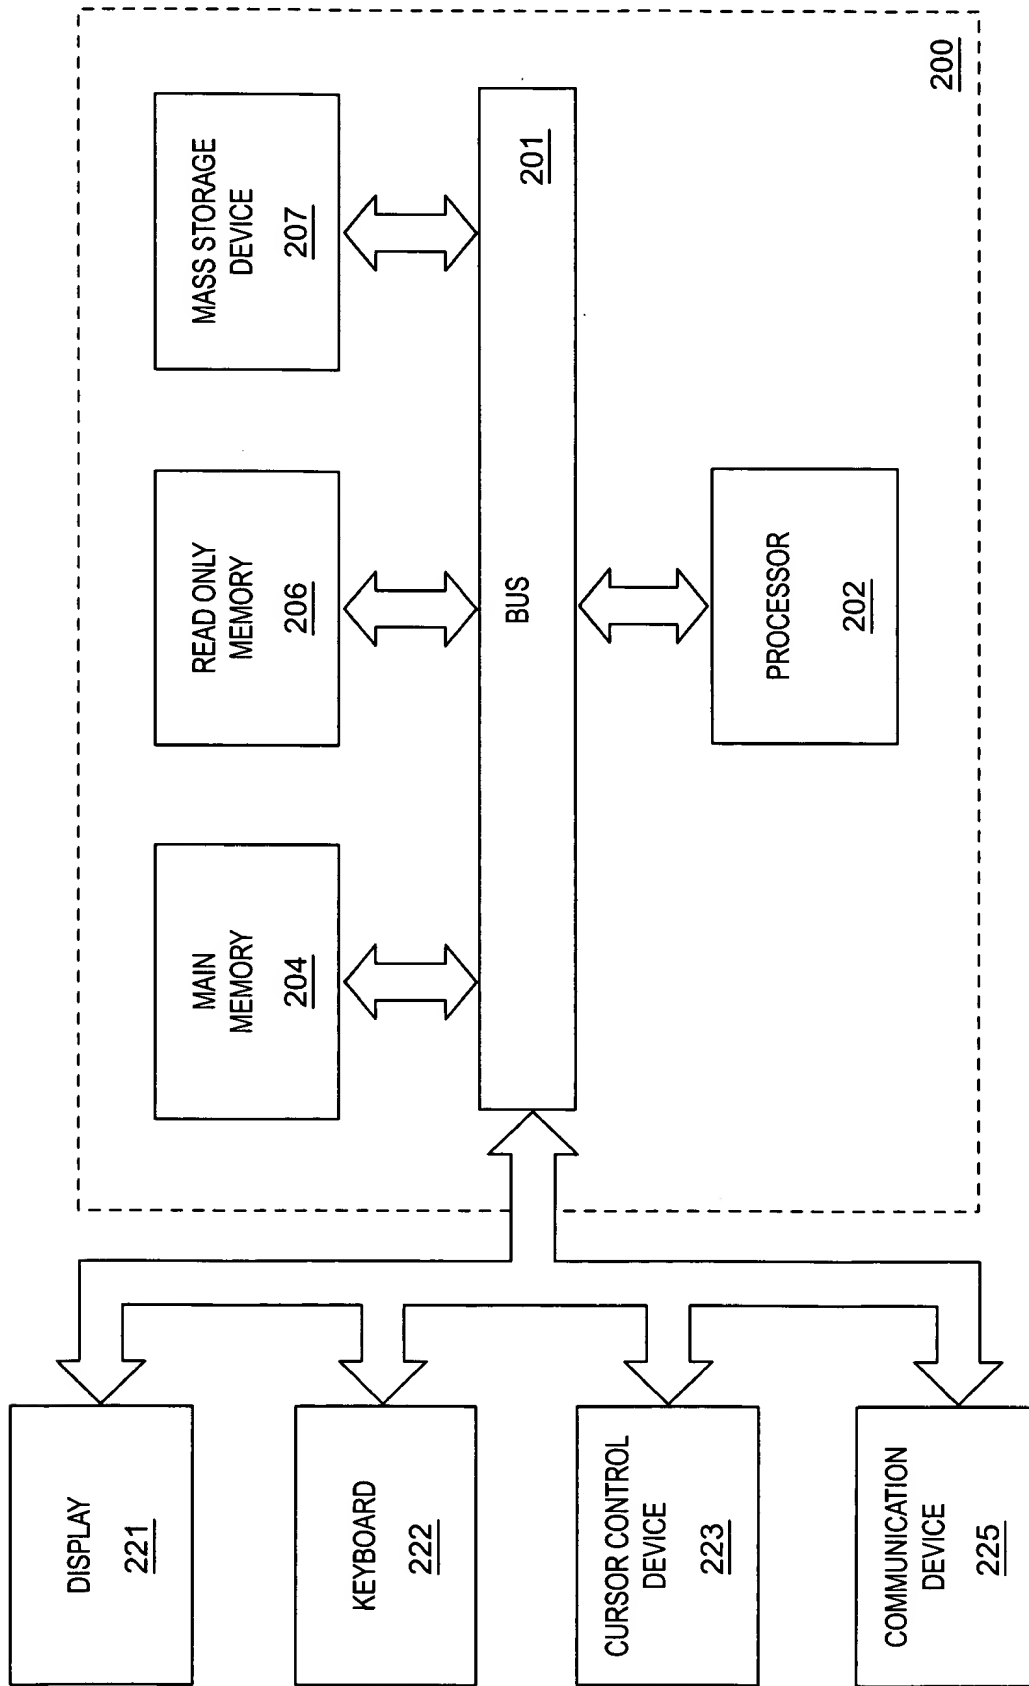 DISPLAY
221
KEYBOARD
222
CURSOR CONTROL
DEVICE
223
COMMUNICATION
DEVICE
225
MAIN
MEMORY
204
READ ONLY
MEMORY
206
MASS STORAGE
DEVICE
207
BUS
201
PROCESSOR
202
200